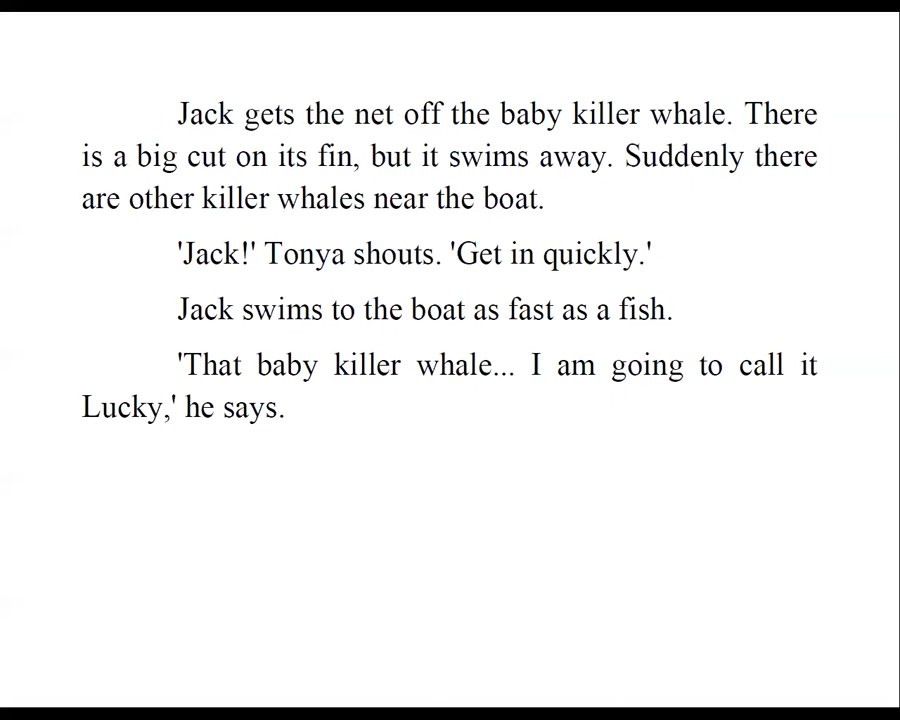 Jack gets the net off the baby killer whale. There
is a big cut on its fin, but it swims away. Suddenly there
are other killer whales near the boat.
'Jack!' Tonya shouts. 'Get in quickly.'
Jack swims to the boat as fast as a fish.
'That baby killer whale... I am going to call it
Lucky,' he says.